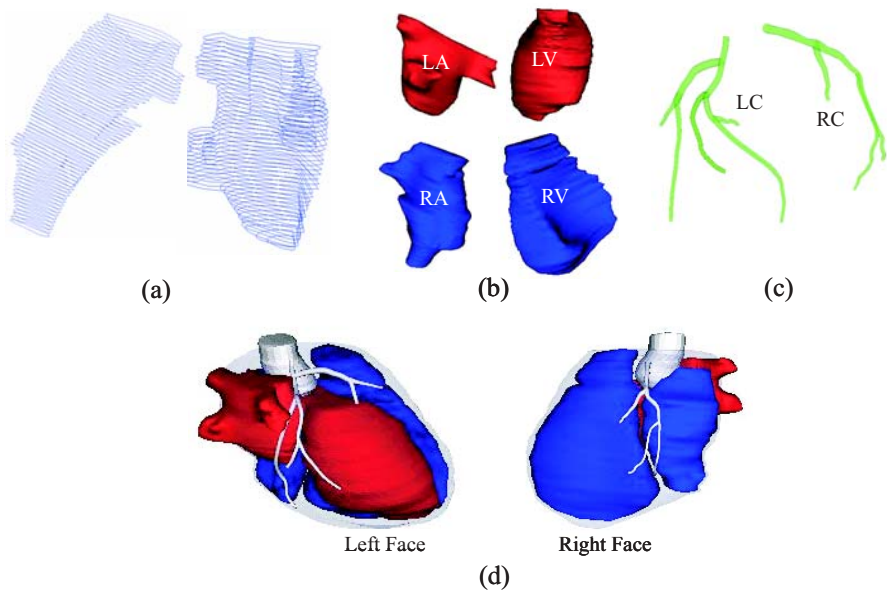 LA
LV
RA
RV
LC
RC
(a)
(b)
(c)
Left Face
Right Face
(d)